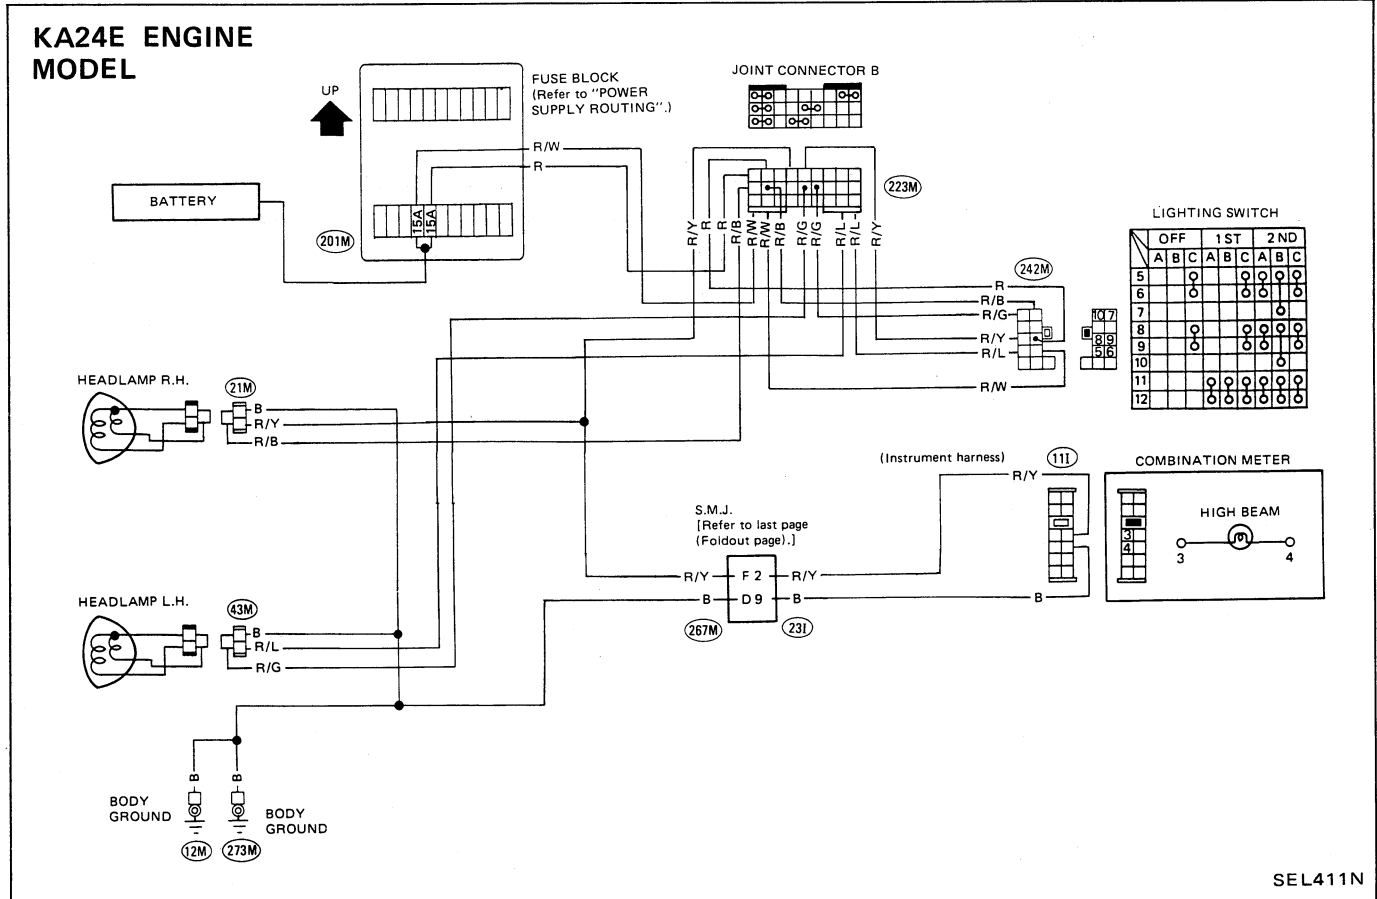 KA24E ENGINE
MODEL
UP
FUSE BLOCK
(Refer to "POWER
SUPPLY ROUTING".)
JOINT CONNECTOR B
R/W
R
BATTERY
15A
15A
201M
223M
R/Y
R
R
R/B
R/W
R/W
R/B
R/G
R/G
R/L
R/L
R/Y
LIGHTING SWITCH
OFF 1ST 2ND
A B C A B C A B C
5
6
7
8
9
10
11
12
242M
R
R/B
R/G
R/Y
R/L
R/W
10 7
8 9
5 6
HEADLAMP R.H.
21M
B
R/Y
R/B
(Instrument harness)
11I
R/Y
COMBINATION METER
HIGH BEAM
3
4
3
4
S.M.J.
[Refer to last page
(Foldout page).]
R/Y F2 R/Y
B D9 B
B
267M
23I
HEADLAMP L.H.
43M
B
R/L
R/G
B
B
BODY
GROUND
BODY
GROUND
12M
273M
SEL411N